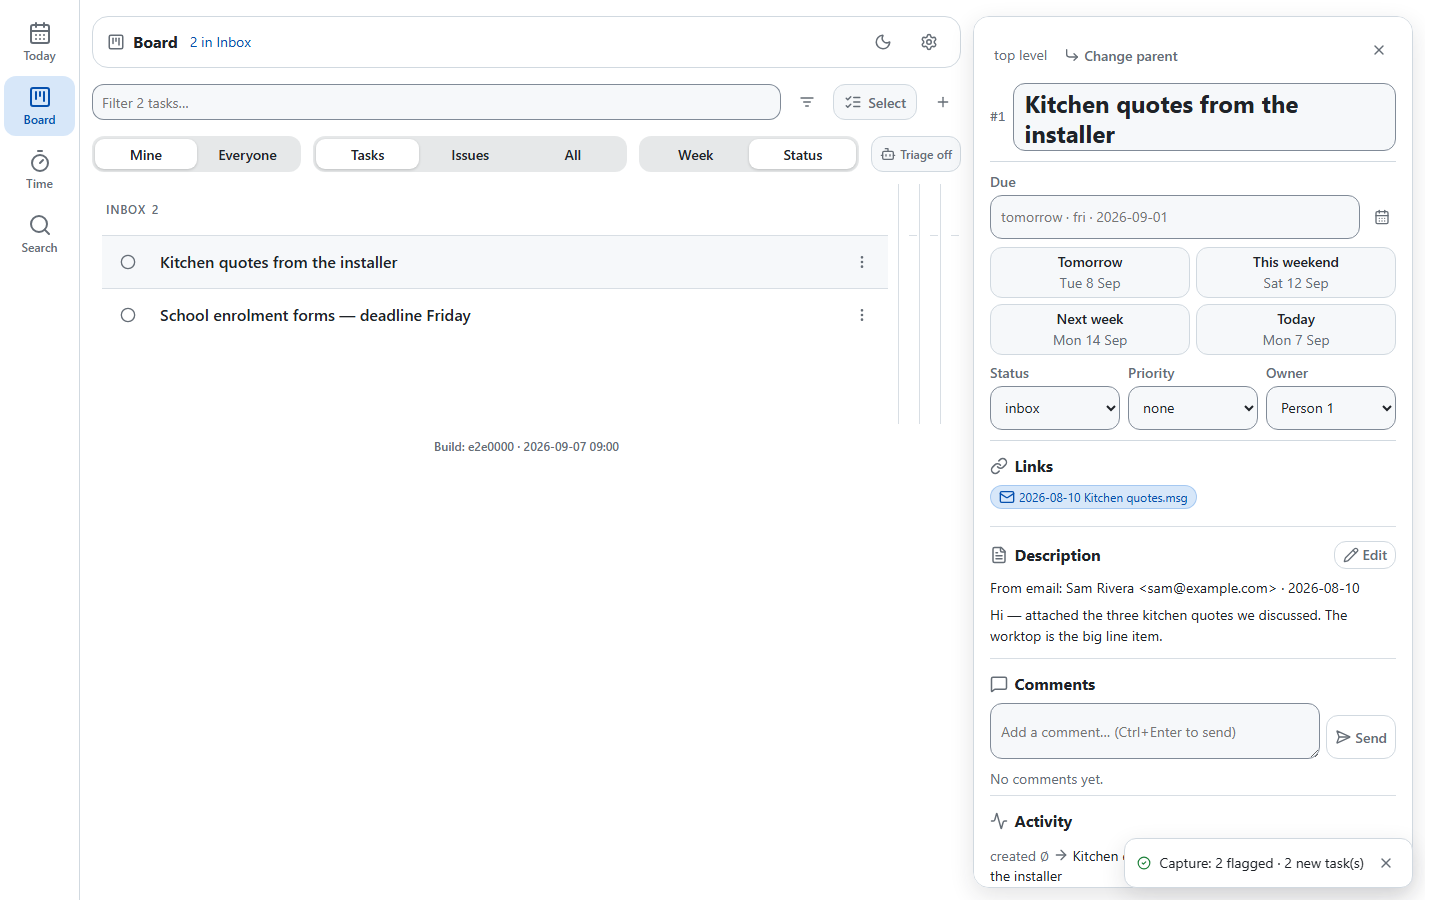 Today
Board
Time
Search
Board 2 in Inbox
Filter 2 tasks...
Select
Mine Everyone Tasks Issues All Week Status Triage off
INBOX 2
Kitchen quotes from the installer
School enrolment forms — deadline Friday
Build: e2e0000 · 2026-09-07 09:00
top level Change parent
#1 Kitchen quotes from the
installer
Due
tomorrow · fri · 2026-09-01
Tomorrow
Tue 8 Sep
This weekend
Sat 12 Sep
Next week
Mon 14 Sep
Today
Mon 7 Sep
Status Priority Owner
inbox none Person 1
Links
2026-08-10 Kitchen quotes.msg
Description Edit
From email: Sam Rivera <sam@example.com> · 2026-08-10
Hi — attached the three kitchen quotes we discussed. The
worktop is the big line item.
Comments
Add a comment... (Ctrl+Enter to send)
Send
No comments yet.
Activity
created ∅ → Kitchen
the installer
Capture: 2 flagged · 2 new task(s)